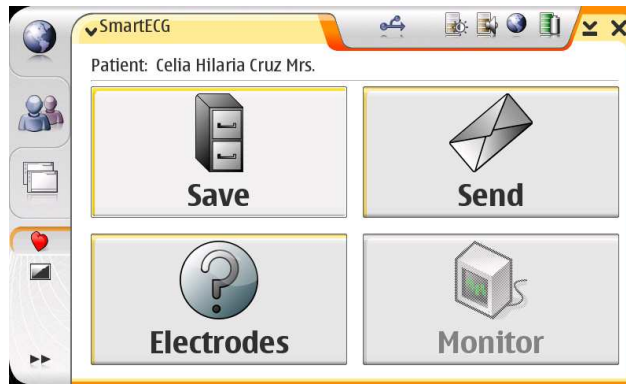 SmartECG
Patient: Celia Hilaria Cruz Mrs.
Save
Send
Electrodes
Monitor